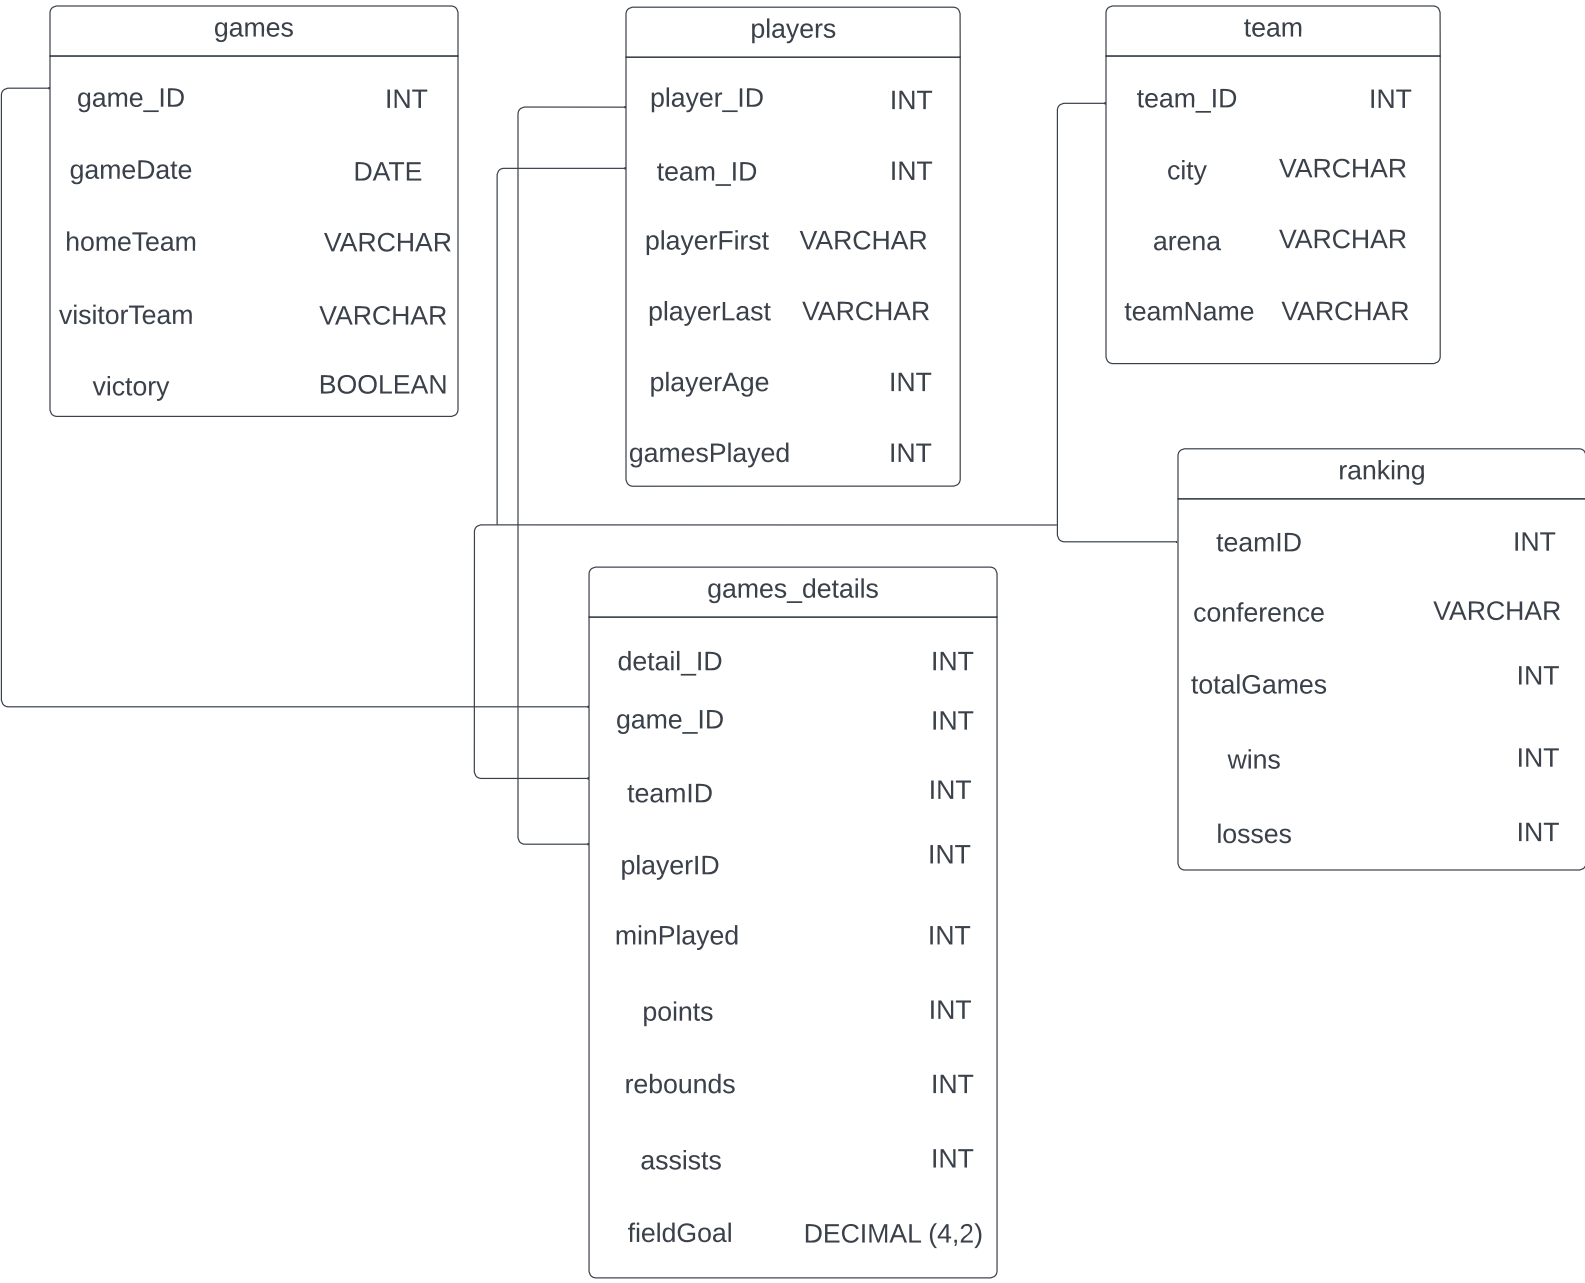 games
game_ID INT
gameDate DATE
homeTeam VARCHAR
visitorTeam VARCHAR
victory BOOLEAN
players
player_ID INT
team_ID INT
playerFirst VARCHAR
playerLast VARCHAR
playerAge INT
gamesPlayed INT
team
team_ID INT
city VARCHAR
arena VARCHAR
teamName VARCHAR
ranking
teamID INT
conference VARCHAR
totalGames INT
wins INT
losses INT
games_details
detail_ID INT
game_ID INT
teamID INT
playerID INT
minPlayed INT
points INT
rebounds INT
assists INT
fieldGoal DECIMAL (4,2)